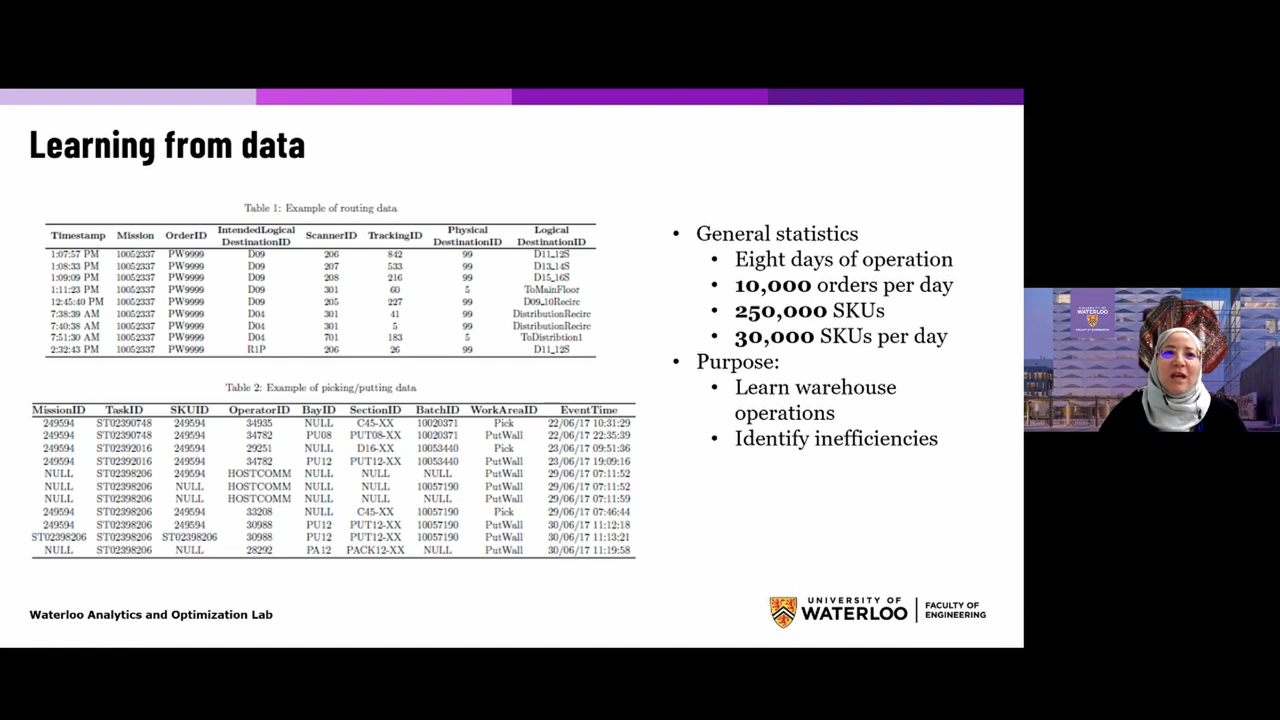 Learning from data
Table 1: Example of routing data
Timestamp Mission OrderID IntendedLogical DestinationID ScannerID TrackingID Physical DestinationID Logical DestinationID
1:07:57 PM 10052337 PW9999 D09 206 842 99 D11_12S
1:08:33 PM 10052337 PW9999 D09 207 533 99 D13_14S
1:09:09 PM 10052337 PW9999 D09 208 216 99 D15_16S
1:11:23 PM 10052337 PW9999 D09 301 60 5 ToMainFloor
12:45:40 PM 10052337 PW9999 D09 205 227 99 D09_10Recirc
7:38:39 AM 10052337 PW9999 D04 301 41 99 DistributionRecirc
7:40:38 AM 10052337 PW9999 D04 301 5 99 DistributionRecirc
7:51:30 AM 10052337 PW9999 D04 701 183 5 ToDistribtion1
2:32:43 PM 10052337 PW9999 R1P 206 26 99 D11_12S
Table 2: Example of picking/putting data
MissionID TaskID SKUID OperatorID BayID SectionID BatchID WorkAreaID EventTime
249594 ST02390748 249594 34935 NULL C45-XX 10020371 Pick 22/06/17 10:31:29
249594 ST02390748 249594 34782 PU08 PUT08-XX 10020371 PutWall 22/06/17 22:35:39
249594 ST02392016 249594 29251 NULL D16-XX 10053440 Pick 23/06/17 09:51:36
249594 ST02392016 249594 34782 PU12 PUT12-XX 10053440 PutWall 23/06/17 19:09:16
NULL ST02398206 249594 HOSTCOMM NULL NULL NULL PutWall 29/06/17 07:11:52
NULL ST02398206 NULL HOSTCOMM NULL NULL 10057190 PutWall 29/06/17 07:11:52
NULL ST02398206 NULL HOSTCOMM NULL NULL NULL PutWall 29/06/17 07:11:59
249594 ST02398206 249594 33208 NULL C45-XX 10057190 Pick 29/06/17 07:46:44
249594 ST02398206 249594 30988 PU12 PUT12-XX 10057190 PutWall 30/06/17 11:12:18
ST02398206 ST02398206 ST02398206 30988 PU12 PUT12-XX 10057190 PutWall 30/06/17 11:13:21
NULL ST02398206 NULL 28292 PA12 PACK12-XX NULL PutWall 30/06/17 11:19:58
• General statistics
• Eight days of operation
• 10,000 orders per day
• 250,000 SKUs
• 30,000 SKUs per day
• Purpose:
• Learn warehouse
operations
• Identify inefficiencies
Waterloo Analytics and Optimization Lab
UNIVERSITY OF
WATERLOO
FACULTY OF
ENGINEERING